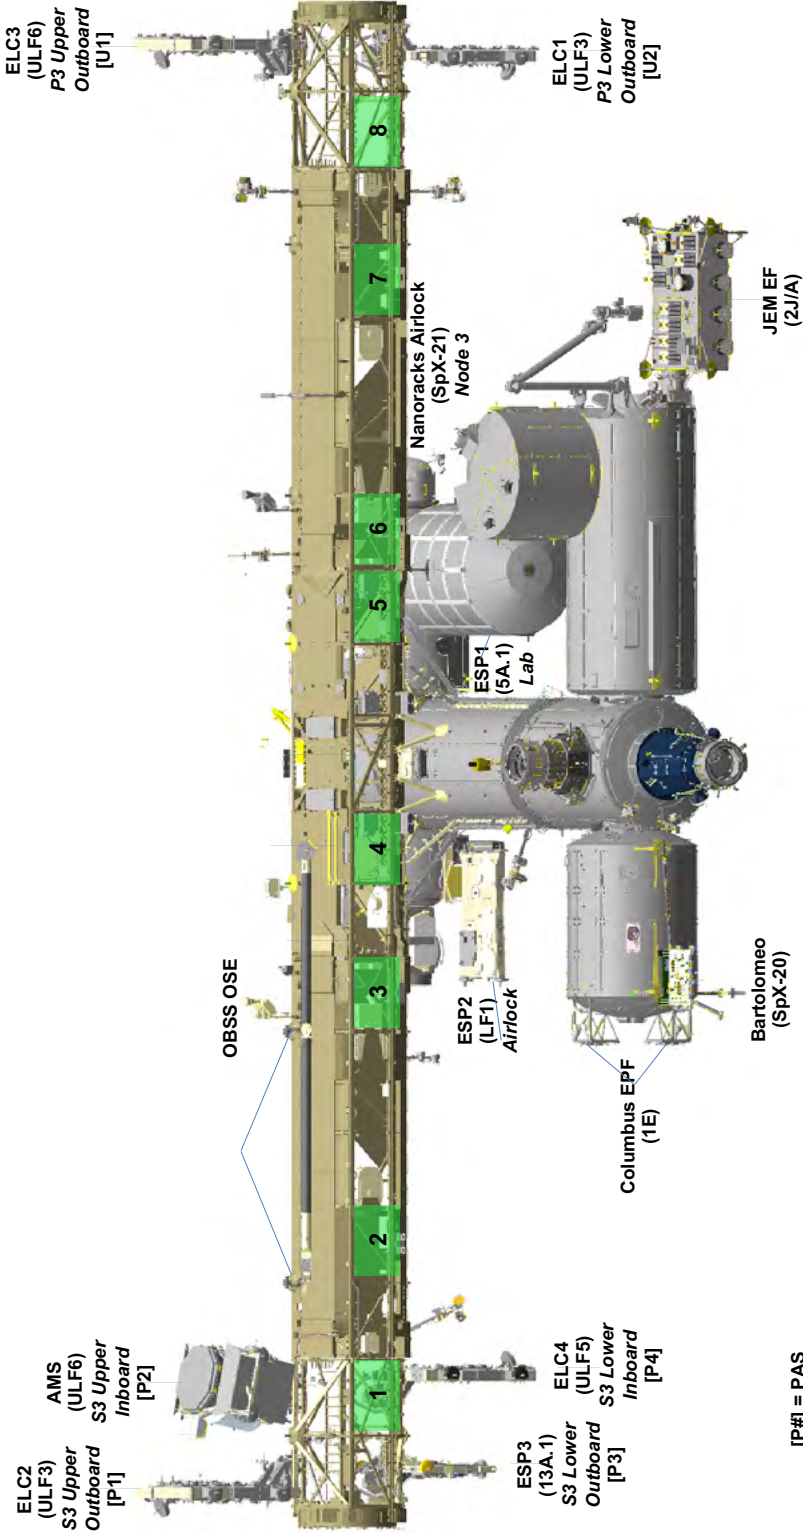 ELC2
(ULF3)
S3 Upper
Outboard
[P1]
AMS
(ULF6)
S3 Upper
Inboard
[P2]
OBSS OSE
ELC3
(ULF6)
P3 Upper
Outboard
[U1]
1
2
3
4
5
6
7
8
ESP3
(13A.1)
S3 Lower
Outboard
[P3]
ELC4
(ULF5)
S3 Lower
Inboard
[P4]
ESP2
(LF1)
Airlock
ESP1
(5A.1)
Lab
Nanoracks Airlock
(SpX-21)
Node 3
ELC1
(ULF3)
P3 Lower
Outboard
[U2]
Columbus EPF
(1E)
Bartolomeo
(SpX-20)
JEM EF
(2J/A)
[P#] = PAS